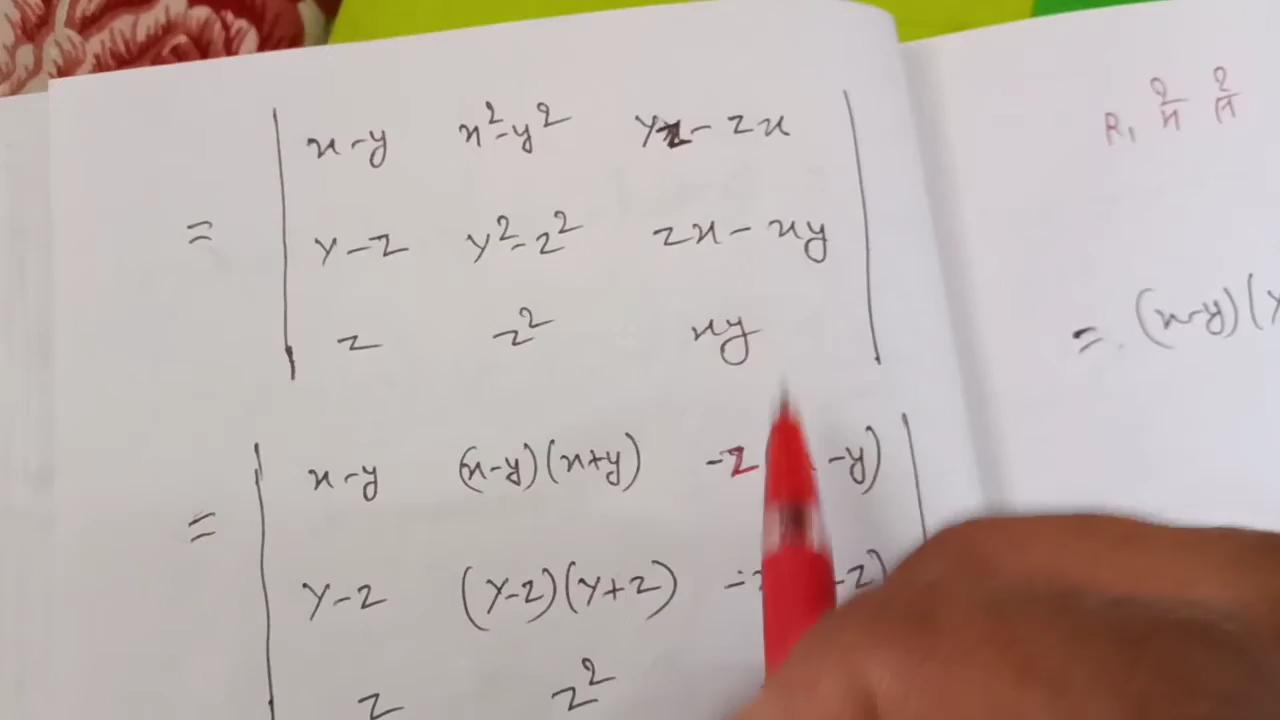 x-y x²-y² yz-zx
= y-z y²-z² zx-xy
z z² xy
x-y (x-y)(x+y) -z -y)
=
y-z (y-z)(y+z) - -z)
z z²
R₁
= (x-y)(y